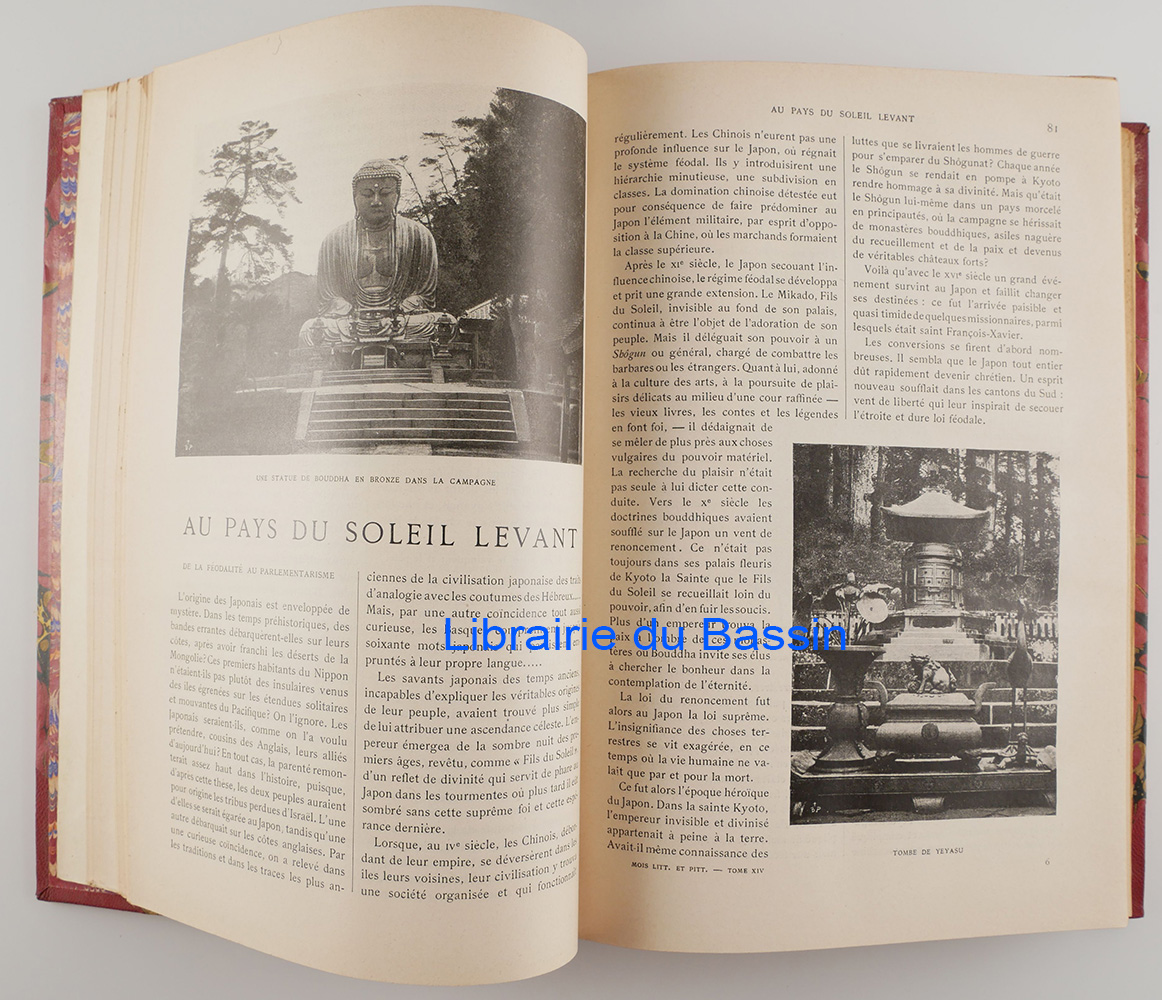 UNE STATUE DE BOUDDHA EN BRONZE DANS LA CAMPAGNE
AU PAYS DU SOLEIL LEVANT
DE LA FÉODALITÉ AU PARLEMENTARISME
L'origine des Japonais est enveloppée de
mystère. Dans les temps préhistoriques, des
bandes errantes débarquèrent-elles sur leurs
côtes, après avoir franchi les déserts de la
Mongolie? Ces premiers habitants du Nippon
n'étaient-ils pas plutôt des insulaires venus
des îles égrenées sur les étendues solitaires
et mouvantes du Pacifique? On l'ignore. Les
Japonais seraient-ils, comme on l'a voulu
prétendre, cousins des Anglais, leurs alliés
d'aujourd'hui? En tout cas, la parenté remon-
terait assez haut dans l'histoire, puisque,
d'après cette thèse, les deux peuples auraient
pour origine les tribus perdues d'Israël. L'une
d'elles se serait égarée au Japon, tandis qu'une
autre débarquait sur les côtes anglaises. Par
une curieuse coïncidence, on a relevé dans
les traditions et dans les traces les plus an-
ciennes de la civilisation japonaise des traits
d'analogie avec les coutumes des Hébreux.....
Mais, par une autre coïncidence tout aussi
curieuse, les Basques
soixante mots japonais qui
pruntés à leur propre langue.....
Les savants japonais des temps anciens,
incapables d'expliquer les véritables origines
de leur peuple, avaient trouvé plus simple
de lui attribuer une ascendance céleste. L'em-
pereur émergea de la sombre nuit des pre-
miers âges, revêtu, comme « Fils du Soleil »,
d'un reflet de divinité qui servit de phare au
Japon dans les tourmentes où plus tard il eût
sombré sans cette suprême foi et cette espé-
rance dernière.
Lorsque, au IVe siècle, les Chinois, débor-
dant de leur empire, se déversèrent dans les
îles leurs voisines, leur civilisation y trouva
une société organisée et qui fonctionnait
AU PAYS DU SOLEIL LEVANT
81
régulièrement. Les Chinois n'eurent pas une
profonde influence sur le Japon, où régnait
le système féodal. Ils y introduisirent une
hiérarchie minutieuse, une subdivision en
classes. La domination chinoise détestée eut
pour conséquence de faire prédominer au
Japon l'élément militaire, par esprit d'oppo-
sition à la Chine, où les marchands formaient
la classe supérieure.
Après le XIe siècle, le Japon secouant l'in-
fluence chinoise, le régime féodal se développa
et prit une grande extension. Le Mikado, Fils
du Soleil, invisible au fond de son palais,
continua à être l'objet de l'adoration de son
peuple. Mais il déléguait son pouvoir à un
Shôgun ou général, chargé de combattre les
barbares ou les étrangers. Quant à lui, adonné
à la culture des arts, à la poursuite de plai-
sirs délicats au milieu d'une cour raffinée —
les vieux livres, les contes et les légendes
en font foi, — il dédaignait de
se mêler de plus près aux choses
vulgaires du pouvoir matériel.
La recherche du plaisir n'était
pas seule à lui dicter cette con-
duite. Vers le Xe siècle les
doctrines bouddhiques avaient
soufflé sur le Japon un vent de
renoncement. Ce n'était pas
toujours dans ses palais fleuris
de Kyoto la Sainte que le Fils
du Soleil se recueillait loin du
pouvoir, afin d'en fuir les soucis.
Plus d'un empereur trouva la
paix à l'ombre de ces
tères où Bouddha invite ses élus
à chercher le bonheur dans la
contemplation de l'éternité.
La loi du renoncement fut
alors au Japon la loi suprême.
L'insignifiance des choses ter-
restres se vit exagérée, en ce
temps où la vie humaine ne va-
lait que par et pour la mort.
Ce fut alors l'époque héroïque
du Japon. Dans la sainte Kyoto,
l'empereur invisible et divinisé
appartenait à peine à la terre.
Avait-il même connaissance des
MOIS LITT. ET PITT. — TOME XIV
luttes que se livraient les hommes de guerre
pour s'emparer du Shôgunat? Chaque année
le Shôgun se rendait en pompe à Kyoto
rendre hommage à sa divinité. Mais qu'était
le Shôgun lui-même dans un pays morcelé
en principautés, où la campagne se hérissait
de monastères bouddhiques, asiles naguère
du recueillement et de la paix et devenus
de véritables châteaux forts?
Voilà qu'avec le XVIe siècle un grand évé-
nement survint au Japon et faillit changer
ses destinées : ce fut l'arrivée paisible et
quasi timide de quelques missionnaires, parmi
lesquels était saint François-Xavier.
Les conversions se firent d'abord nom-
breuses. Il sembla que le Japon tout entier
dût rapidement devenir chrétien. Un esprit
nouveau soufflait dans les cantons du Sud :
vent de liberté qui leur inspirait de secouer
l'étroite et dure loi féodale.
TOMBE DE YEYASU
6
Librairie du Bassin